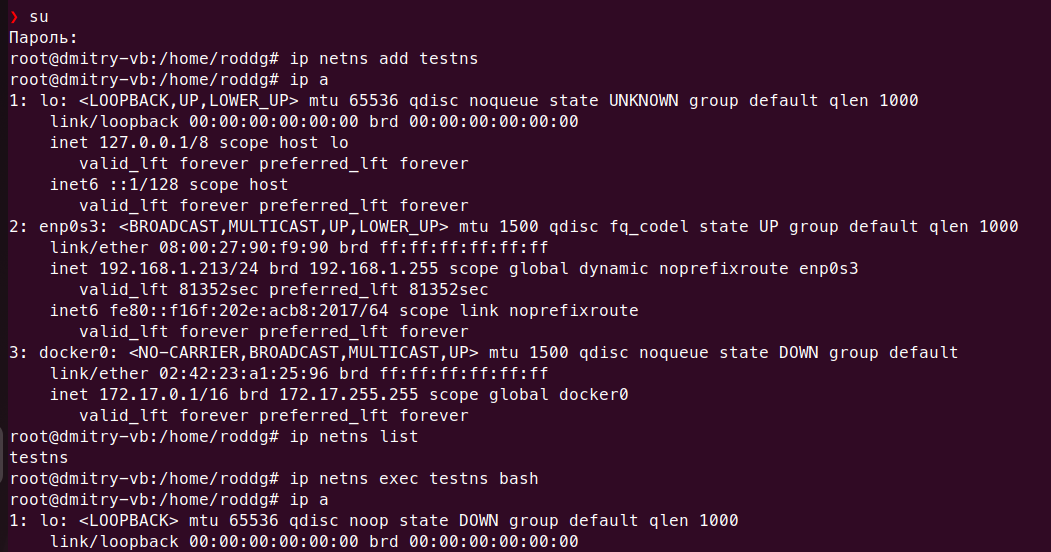 ❯ su
Пароль:
root@dmitry-vb:/home/roddg# ip netns add testns
root@dmitry-vb:/home/roddg# ip a
1: lo: <LOOPBACK,UP,LOWER_UP> mtu 65536 qdisc noqueue state UNKNOWN group default qlen 1000
    link/loopback 00:00:00:00:00:00 brd 00:00:00:00:00:00
    inet 127.0.0.1/8 scope host lo
       valid_lft forever preferred_lft forever
    inet6 ::1/128 scope host
       valid_lft forever preferred_lft forever
2: enp0s3: <BROADCAST,MULTICAST,UP,LOWER_UP> mtu 1500 qdisc fq_codel state UP group default qlen 1000
    link/ether 08:00:27:90:f9:90 brd ff:ff:ff:ff:ff:ff
    inet 192.168.1.213/24 brd 192.168.1.255 scope global dynamic noprefixroute enp0s3
       valid_lft 81352sec preferred_lft 81352sec
    inet6 fe80::f16f:202e:acb8:2017/64 scope link noprefixroute
       valid_lft forever preferred_lft forever
3: docker0: <NO-CARRIER,BROADCAST,MULTICAST,UP> mtu 1500 qdisc noqueue state DOWN group default
    link/ether 02:42:23:a1:25:96 brd ff:ff:ff:ff:ff:ff
    inet 172.17.0.1/16 brd 172.17.255.255 scope global docker0
       valid_lft forever preferred_lft forever
root@dmitry-vb:/home/roddg# ip netns list
testns
root@dmitry-vb:/home/roddg# ip netns exec testns bash
root@dmitry-vb:/home/roddg# ip a
1: lo: <LOOPBACK> mtu 65536 qdisc noop state DOWN group default qlen 1000
    link/loopback 00:00:00:00:00:00 brd 00:00:00:00:00:00